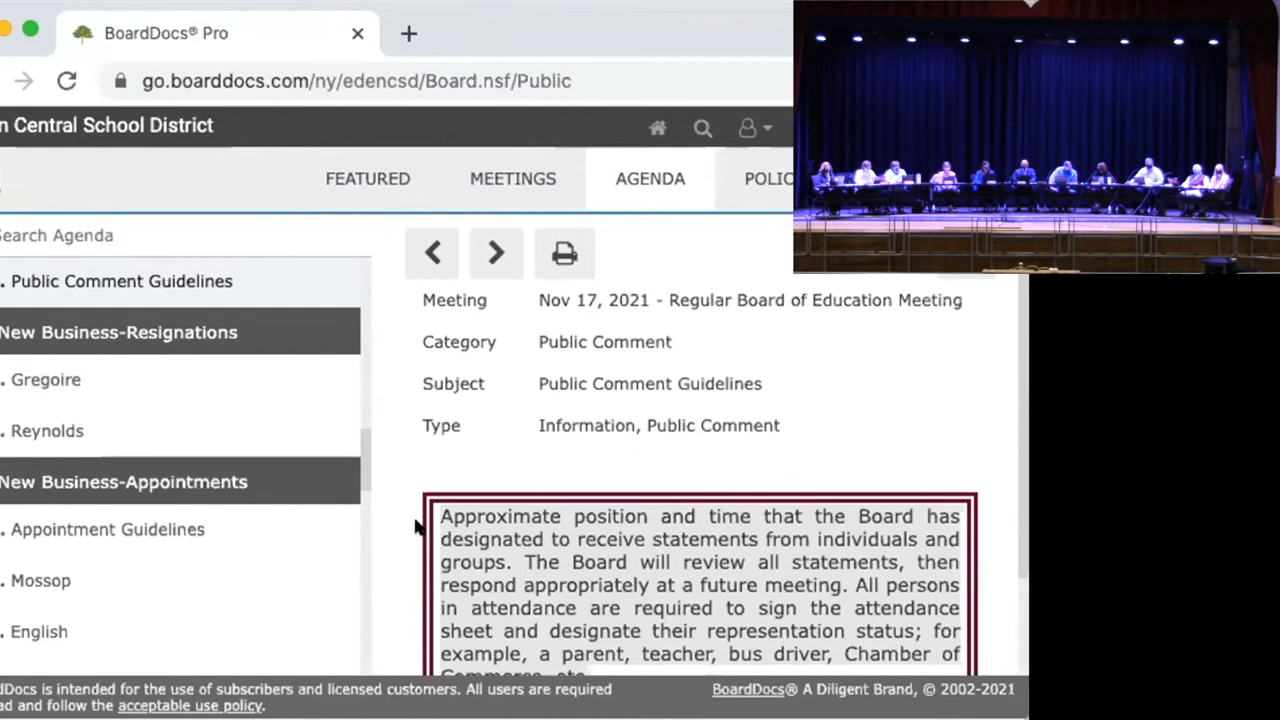 BoardDocs® Pro
go.boarddocs.com/ny/edencsd/Board.nsf/Public
n Central School District
FEATURED
MEETINGS
AGENDA
POLIC
Search Agenda
. Public Comment Guidelines
New Business-Resignations
. Gregoire
. Reynolds
New Business-Appointments
. Appointment Guidelines
. Mossop
. English
Meeting Nov 17, 2021 - Regular Board of Education Meeting
Category Public Comment
Subject Public Comment Guidelines
Type Information, Public Comment
Approximate position and time that the Board has
designated to receive statements from individuals and
groups. The Board will review all statements, then
respond appropriately at a future meeting. All persons
in attendance are required to sign the attendance
sheet and designate their representation status; for
example, a parent, teacher, bus driver, Chamber of
Commerce, etc.
rdDocs is intended for the use of subscribers and licensed customers. All users are required
ad and follow the acceptable use policy.
BoardDocs® A Diligent Brand, © 2002-2021